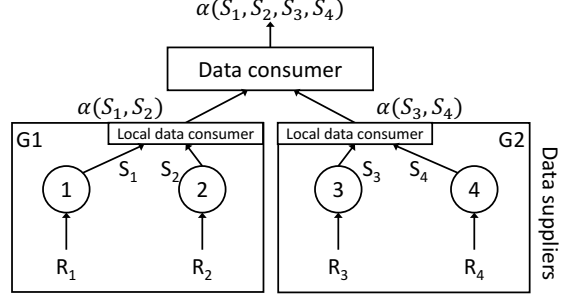 α(S₁, S₂, S₃, S₄)
Data consumer
α(S₁, S₂)
α(S₃, S₄)
G1
Local data consumer
Local data consumer
G2
S₁
S₂
S₃
S₄
1
2
3
4
R₁
R₂
R₃
R₄
Data suppliers